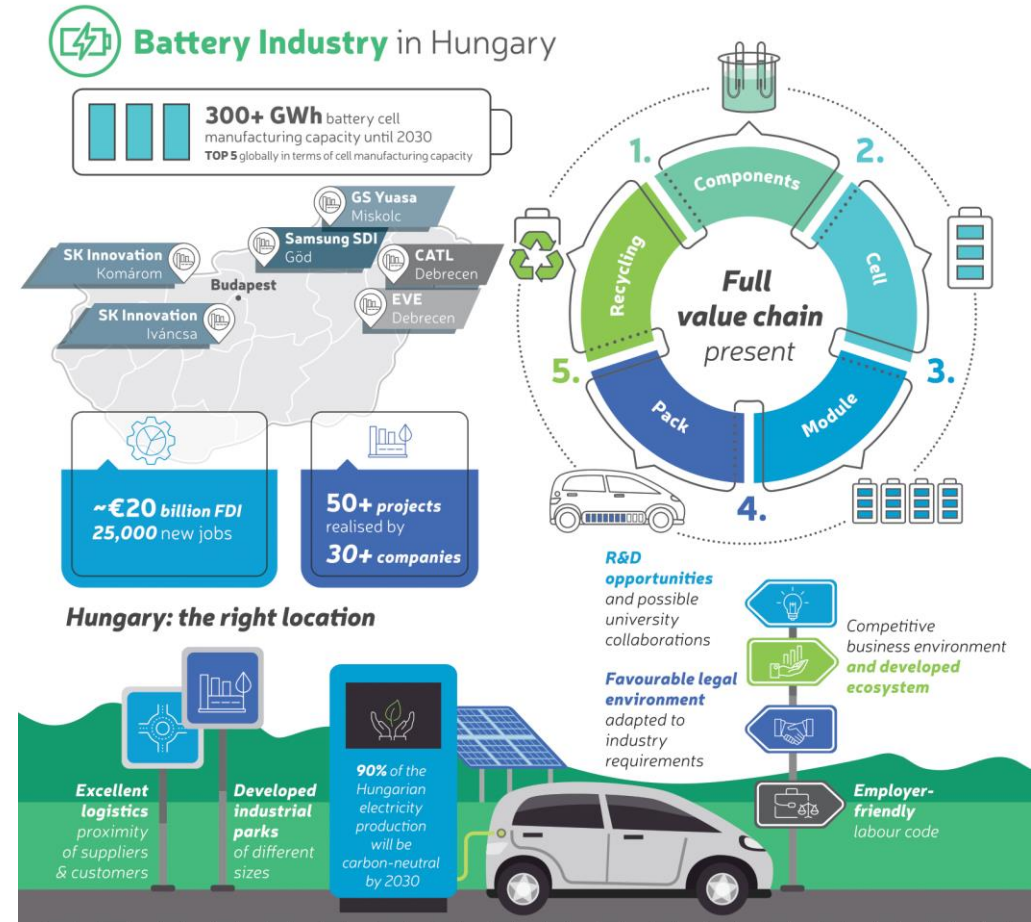 Battery Industry in Hungary
300+ GWh battery cell
manufacturing capacity until 2030
TOP 5 globally in terms of cell manufacturing capacity
GS Yuasa
Miskolc
Samsung SDI
Göd
SK Innovation
Komárom
CATL
Debrecen
Budapest
EVE
Debrecen
SK Innovation
Iváncsa
1.
Components
2.
Cell
3.
Module
4.
Pack
5.
Recycling
Full
value chain
present
~€20 billion FDI
25,000 new jobs
50+ projects
realised by
30+ companies
Hungary: the right location
R&D
opportunities
and possible
university
collaborations
Competitive
business environment
and developed
ecosystem
Favourable legal
environment
adapted to
industry
requirements
Employer-
friendly
labour code
Excellent
logistics
proximity
of suppliers
& customers
Developed
industrial
parks
of different
sizes
90% of the
Hungarian
electricity
production
will be
carbon-neutral
by 2030